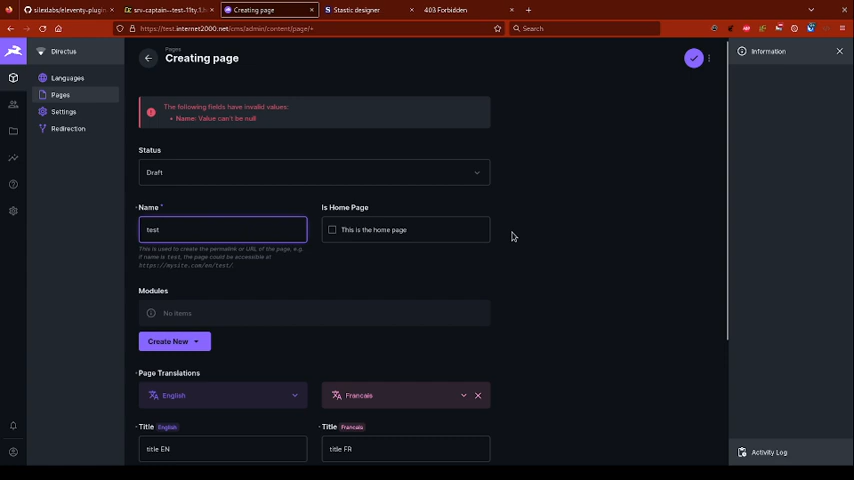 silexlabs/eleventy-plugin
srv-captain--test-11ty.1.h
Creating page
Stastic designer
403 Forbidden
https://test.internet2000.net/cms/admin/content/page/+
Search
Directus
Pages
Creating page
Information
Languages
Pages
Settings
Redirection
The following fields have invalid values:
• Name: Value can't be null
Status
Draft
Name *
Is Home Page
test
This is the home page
This is used to create the permalink or URL of the page, e.g.
if name is test, the page could be accessible at
https://mysite.com/en/test/.
Modules
No items
Create New
Page Translations
English
Francais
Title English
Title Francais
title EN
title FR
Activity Log